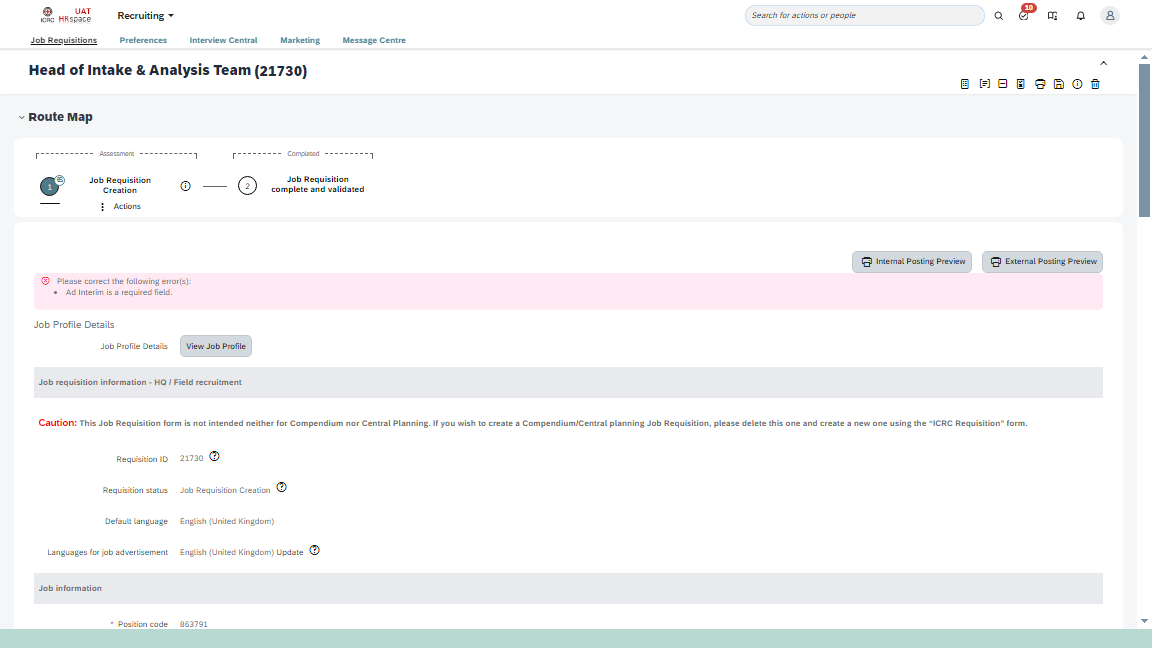 ICRC
UAT
HRspace
Recruiting
Search for actions or people
10
Job Requisitions
Preferences
Interview Central
Marketing
Message Centre
Head of Intake & Analysis Team (21730)
Route Map
Assessment
Completed
1
Job Requisition
Creation
2
Job Requisition
complete and validated
Actions
Internal Posting Preview
External Posting Preview
Please correct the following error(s):
• Ad Interim is a required field.
Job Profile Details
Job Profile Details
View Job Profile
Job requisition information - HQ / Field recruitment
Caution: This Job Requisition form is not intended neither for Compendium nor Central Planning. If you wish to create a Compendium/Central planning Job Requisition, please delete this one and create a new one using the “ICRC Requisition” form.
Requisition ID 21730
Requisition status Job Requisition Creation
Default language English (United Kingdom)
Languages for job advertisement English (United Kingdom) Update
Job information
* Position code 863791